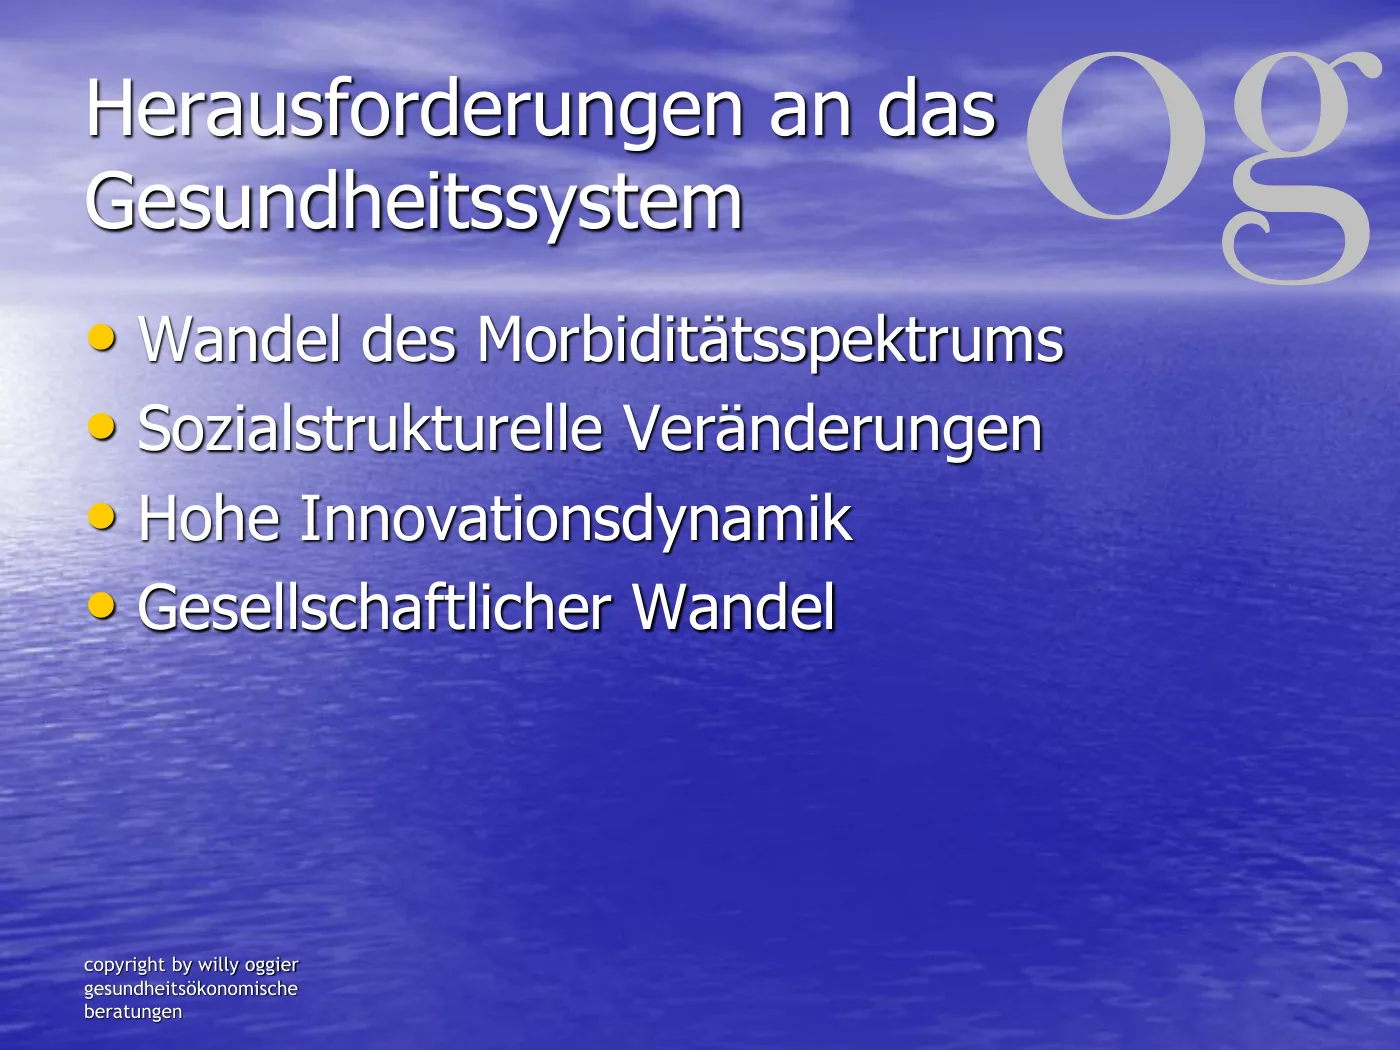 Herausforderungen an das
Gesundheitssystem
og
• Wandel des Morbiditätsspektrums
• Sozialstrukturelle Veränderungen
• Hohe Innovationsdynamik
• Gesellschaftlicher Wandel
copyright by willy oggier
gesundheitsökonomische
beratungen